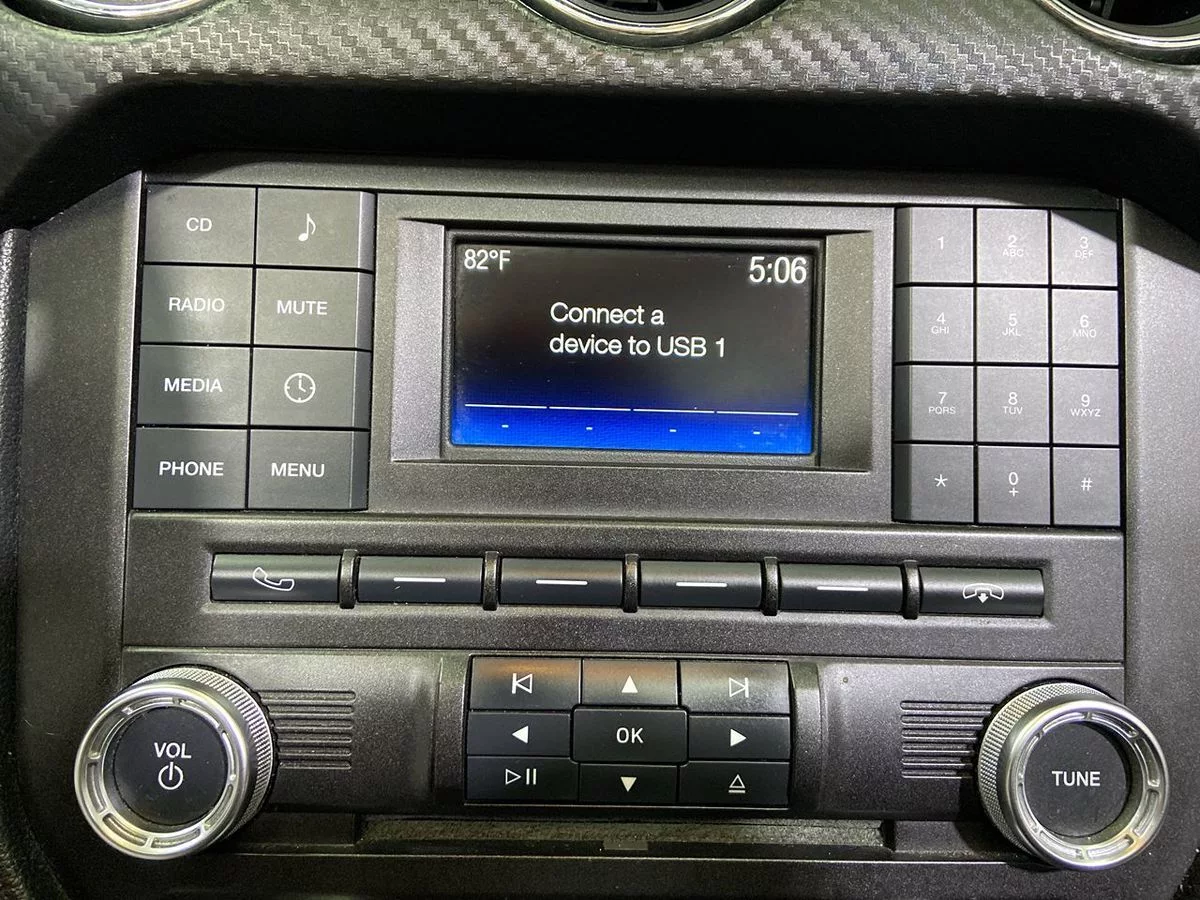 CD
RADIO
MUTE
MEDIA
PHONE
MENU
82°F
5:06
Connect a
device to USB 1
1
2
ABC
3
DEF
4
GHI
5
JKL
6
MNO
7
PQRS
8
TUV
9
WXYZ
*
0
+
#
VOL
OK
TUNE